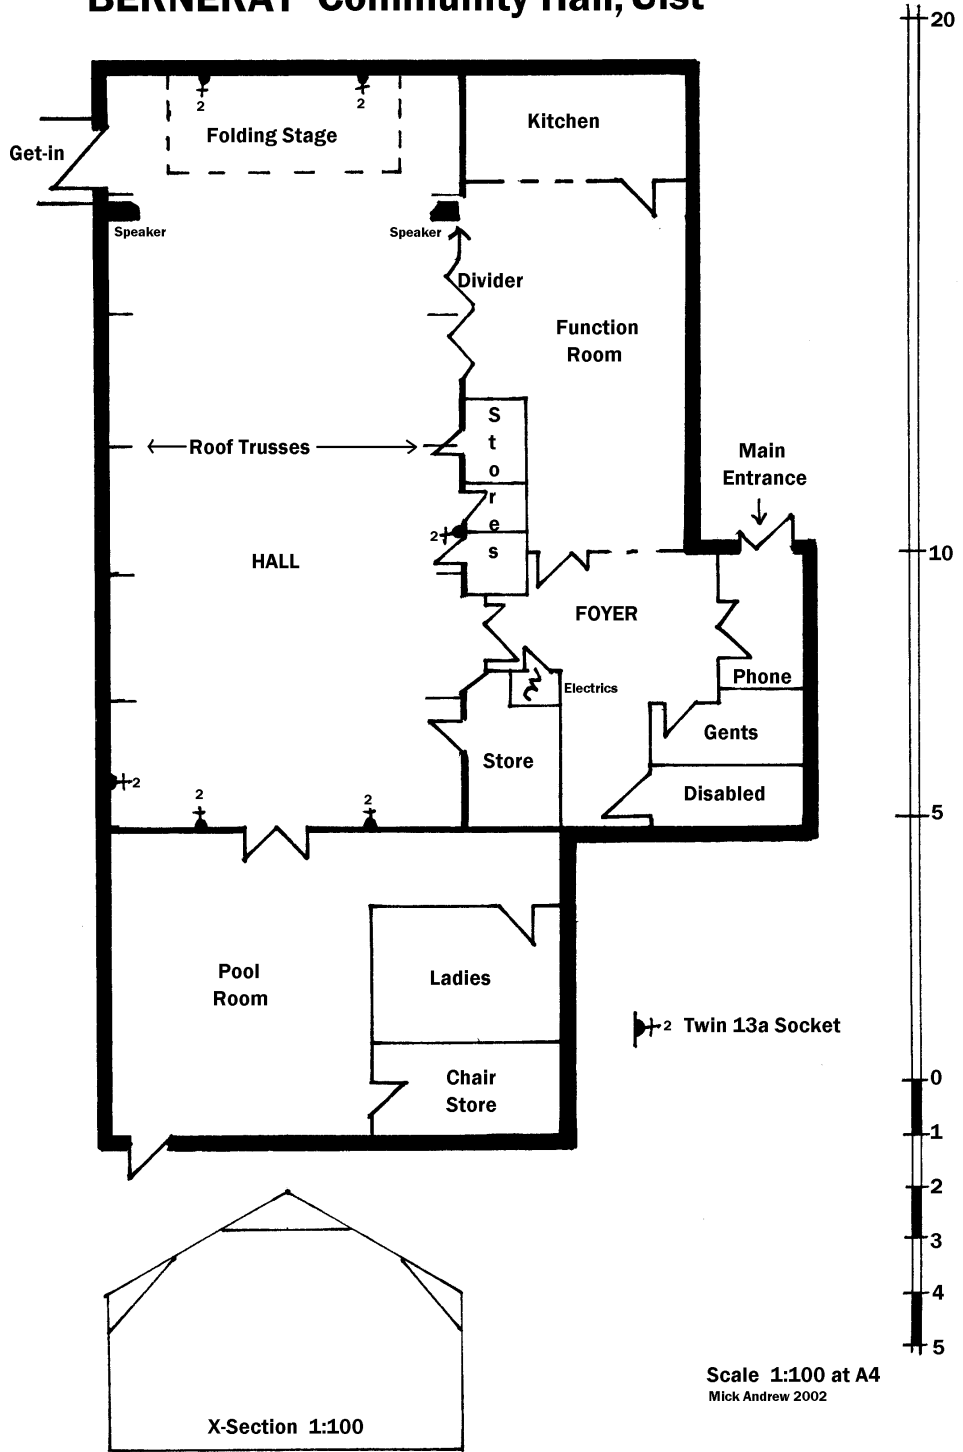 BERNERAY Community Hall, Uist
20
Kitchen
2
2
Folding Stage
Get-in
Speaker
Speaker
Divider
Function
Room
S
t
o
r
e
s
Roof Trusses
Main
Entrance
2
10
HALL
FOYER
Phone
Electrics
Gents
Store
2
Disabled
2
2
5
Pool
Room
Ladies
2 Twin 13a Socket
Chair
Store
0
1
2
3
4
5
Scale 1:100 at A4
Mick Andrew 2002
X-Section 1:100